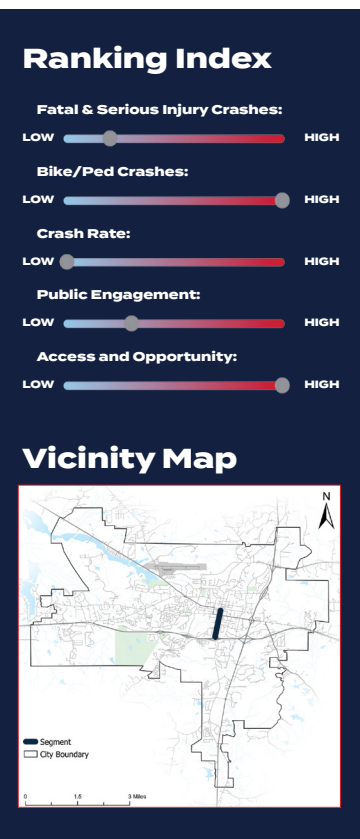 Ranking Index
Fatal & Serious Injury Crashes:
LOW HIGH
Bike/Ped Crashes:
LOW HIGH
Crash Rate:
LOW HIGH
Public Engagement:
LOW HIGH
Access and Opportunity:
LOW HIGH
Vicinity Map
N
Segment
City Boundary
0 1.5 3 Miles